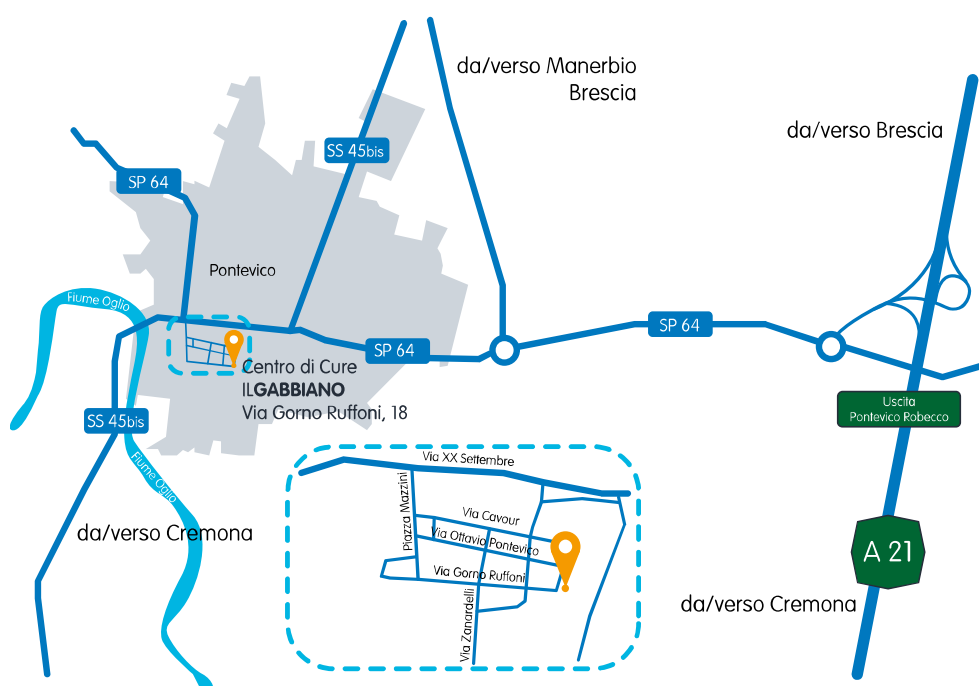 da/verso Manerbio
Brescia
da/verso Brescia
SS 45bis
SP 64
Pontevico
Fiume Oglio
SP 64
SP 64
Centro di Cure
ILGABBIANO
Via Gorno Ruffoni, 18
Uscita
Pontevico Robecco
SS 45bis
Fiume Oglio
da/verso Cremona
Via XX Settembre
Piazza Mazzini
Via Cavour
Via Ottavio Pontevico
Via Gorno Ruffoni
Via Zanardelli
A 21
da/verso Cremona